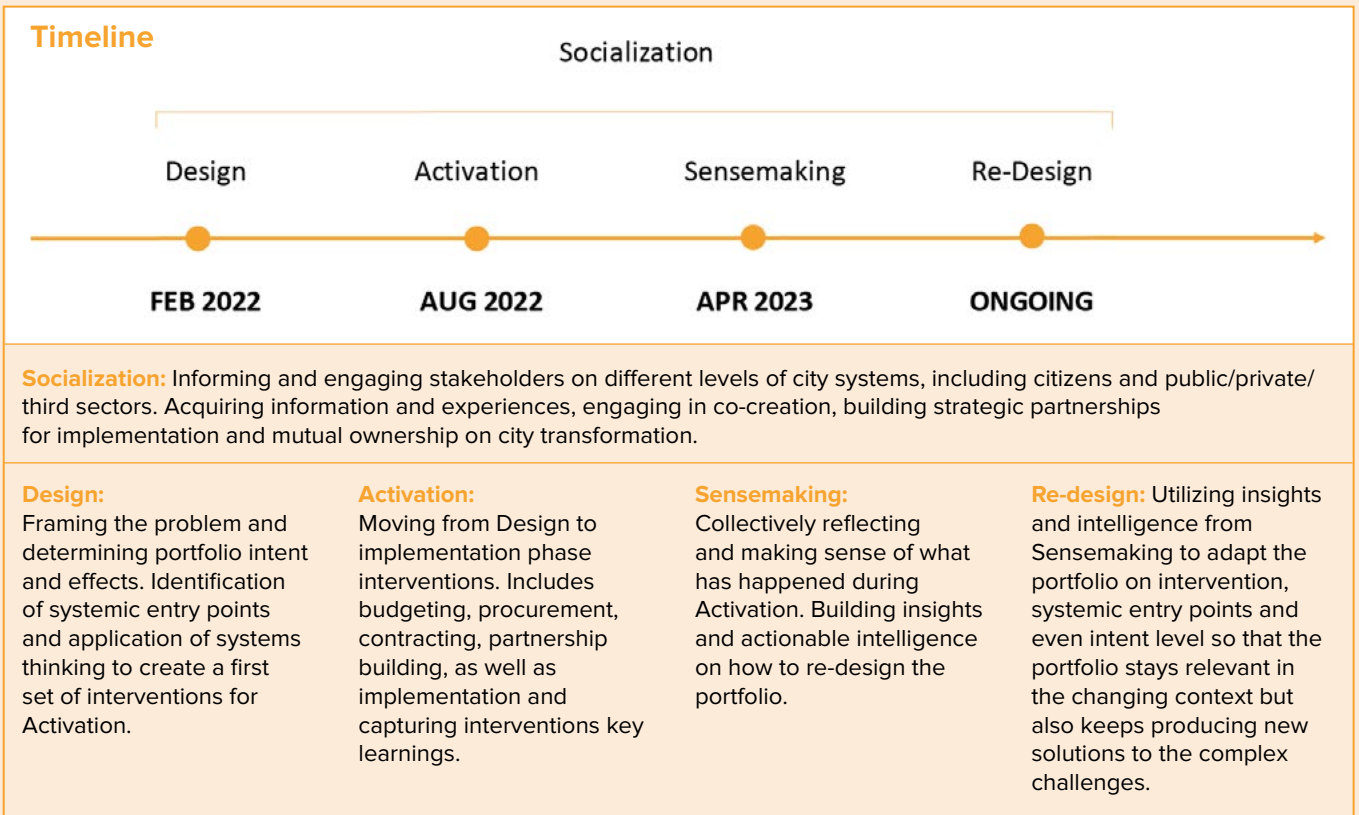 Timeline
Socialization
Design
Activation
Sensemaking
Re-Design
FEB 2022
AUG 2022
APR 2023
ONGOING
Socialization: Informing and engaging stakeholders on different levels of city systems, including citizens and public/private/
third sectors. Acquiring information and experiences, engaging in co-creation, building strategic partnerships
for implementation and mutual ownership on city transformation.
Design:
Framing the problem and
determining portfolio intent
and effects. Identification
of systemic entry points
and application of systems
thinking to create a first
set of interventions for
Activation.
Activation:
Moving from Design to
implementation phase
interventions. Includes
budgeting, procurement,
contracting, partnership
building, as well as
implementation and
capturing interventions key
learnings.
Sensemaking:
Collectively reflecting
and making sense of what
has happened during
Activation. Building insights
and actionable intelligence
on how to re-design the
portfolio.
Re-design: Utilizing insights
and intelligence from
Sensemaking to adapt the
portfolio on intervention,
systemic entry points and
even intent level so that the
portfolio stays relevant in
the changing context but
also keeps producing new
solutions to the complex
challenges.